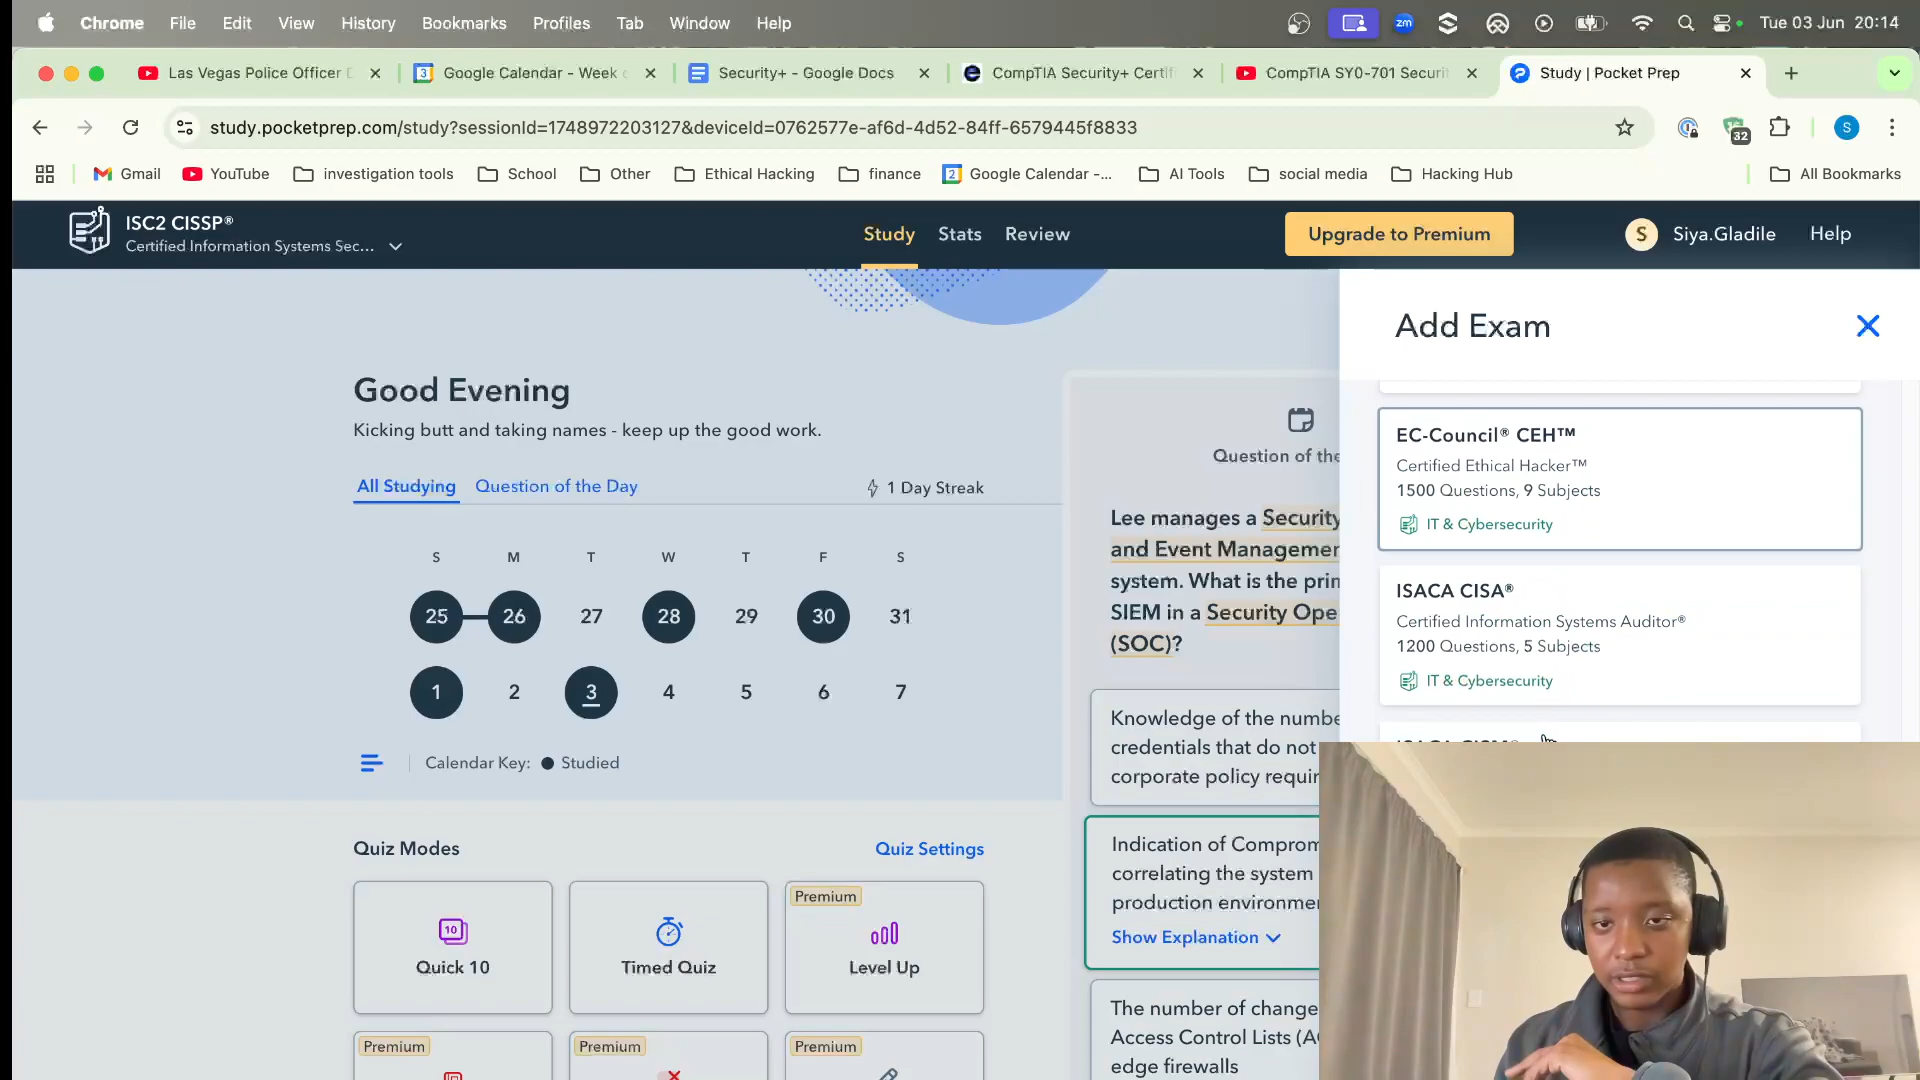 Chrome File Edit View History Bookmarks Profiles Tab Window Help
zm
Tue 03 Jun 20:14
Las Vegas Police Officer
3
Google Calendar - Week
Security+ - Google Docs
CompTIA Security+ Certif
CompTIA SY0-701 Securi
Study | Pocket Prep
study.pocketprep.com/study?sessionId=1748972203127&deviceId=0762577e-af6d-4d52-84ff-6579445f8833
32
S
Gmail YouTube investigation tools School Other Ethical Hacking finance
2
Google Calendar -... AI Tools social media Hacking Hub All Bookmarks
ISC2 CISSP®
Certified Information Systems Sec...
Study Stats Review
Upgrade to Premium
S
Siya.Gladile
Help
Good Evening
Kicking butt and taking names - keep up the good work.
All Studying
Question of the Day
1 Day Streak
S M T W T F S
25 26 27 28 29 30 31
1 2 3 4 5 6 7
Calendar Key:
Studied
Quiz Modes
Quiz Settings
10
Quick 10
Timed Quiz
Premium
Level Up
Premium
Premium
Premium
Question of the
Lee manages a Security
and Event Managemen
system. What is the prin
SIEM in a Security Ope
(SOC)?
Knowledge of the numbe
credentials that do not
corporate policy requir
Indication of Comprom
correlating the system
production environmen
Show Explanation
The number of change
Access Control Lists (A
edge firewalls
Add Exam
EC-Council® CEH™
Certified Ethical Hacker™
1500 Questions, 9 Subjects
IT & Cybersecurity
ISACA CISA®
Certified Information Systems Auditor®
1200 Questions, 5 Subjects
IT & Cybersecurity